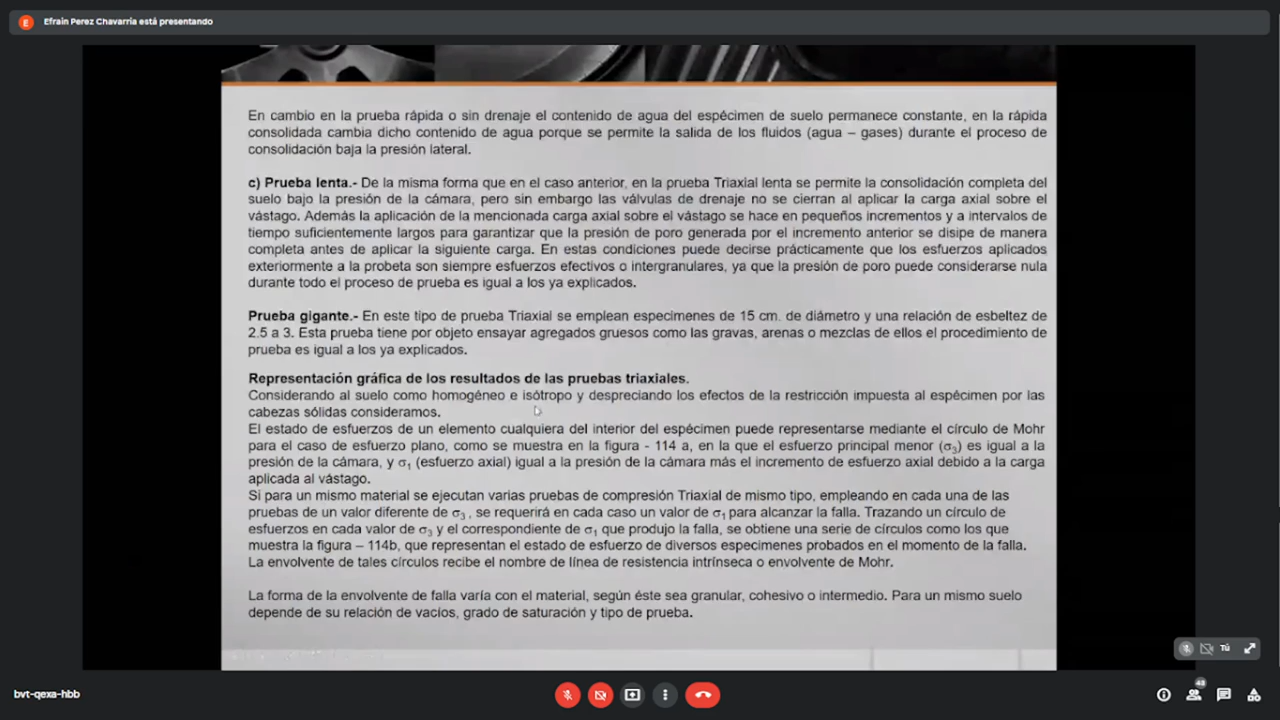 E
Efrain Perez Chavarria está presentando
En cambio en la prueba rápida o sin drenaje el contenido de agua del espécimen de suelo permanece constante, en la rápida
consolidada cambia dicho contenido de agua porque se permite la salida de los fluidos (agua – gases) durante el proceso de
consolidación baja la presión lateral.
c) Prueba lenta.- De la misma forma que en el caso anterior, en la prueba Triaxial lenta se permite la consolidación completa del
suelo bajo la presión de la cámara, pero sin embargo las válvulas de drenaje no se cierran al aplicar la carga axial sobre el
vástago. Además la aplicación de la mencionada carga axial sobre el vástago se hace en pequeños incrementos y a intervalos de
tiempo suficientemente largos para garantizar que la presión de poro generada por el incremento anterior se disipe de manera
completa antes de aplicar la siguiente carga. En estas condiciones puede decirse prácticamente que los esfuerzos aplicados
exteriormente a la probeta son siempre esfuerzos efectivos o intergranulares, ya que la presión de poro puede considerarse nula
durante todo el proceso de prueba es igual a los ya explicados.
Prueba gigante.- En este tipo de prueba Triaxial se emplean especimenes de 15 cm. de diámetro y una relación de esbeltez de
2.5 a 3. Esta prueba tiene por objeto ensayar agregados gruesos como las gravas, arenas o mezclas de ellos el procedimiento de
prueba es igual a los ya explicados.
Representación gráfica de los resultados de las pruebas triaxiales.
Considerando al suelo como homogéneo e isótropo y despreciando los efectos de la restricción impuesta al espécimen por las
cabezas sólidas consideramos.
El estado de esfuerzos de un elemento cualquiera del interior del espécimen puede representarse mediante el círculo de Mohr
para el caso de esfuerzo plano, como se muestra en la figura - 114 a, en la que el esfuerzo principal menor (σ₃) es igual a la
presión de la cámara, y σ₁ (esfuerzo axial) igual a la presión de la cámara más el incremento de esfuerzo axial debido a la carga
aplicada al vástago.
Si para un mismo material se ejecutan varias pruebas de compresión Triaxial de mismo tipo, empleando en cada una de las
pruebas de un valor diferente de σ₃ , se requerirá en cada caso un valor de σ₁ para alcanzar la falla. Trazando un círculo de
esfuerzos en cada valor de σ₃ y el correspondiente de σ₁ que produjo la falla, se obtiene una serie de círculos como los que
muestra la figura – 114b, que representan el estado de esfuerzo de diversos especimenes probados en el momento de la falla.
La envolvente de tales círculos recibe el nombre de línea de resistencia intrínseca o envolvente de Mohr.
La forma de la envolvente de falla varía con el material, según éste sea granular, cohesivo o intermedio. Para un mismo suelo
depende de su relación de vacíos, grado de saturación y tipo de prueba.
Tú
bvt-qexa-hbb
48